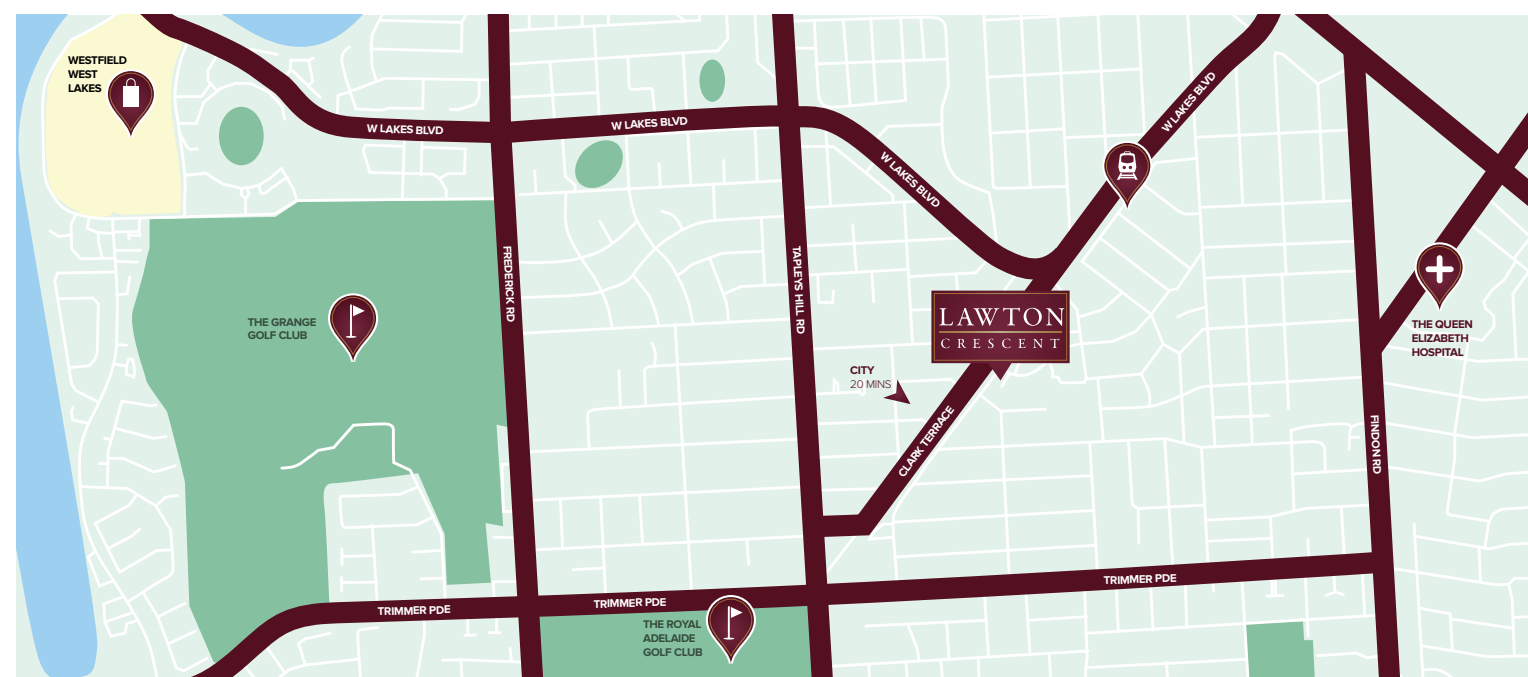 WESTFIELD
WEST
LAKES
W LAKES BLVD
W LAKES BLVD
W LAKES BLVD
W LAKES BLVD
FREDERICK RD
TAPLEYS HILL RD
THE GRANGE
GOLF CLUB
LAWTON
CRESCENT
THE QUEEN
ELIZABETH
HOSPITAL
CITY
20 MINS
CLARK TERRACE
FINDON RD
TRIMMER PDE
TRIMMER PDE
TRIMMER PDE
THE ROYAL
ADELAIDE
GOLF CLUB